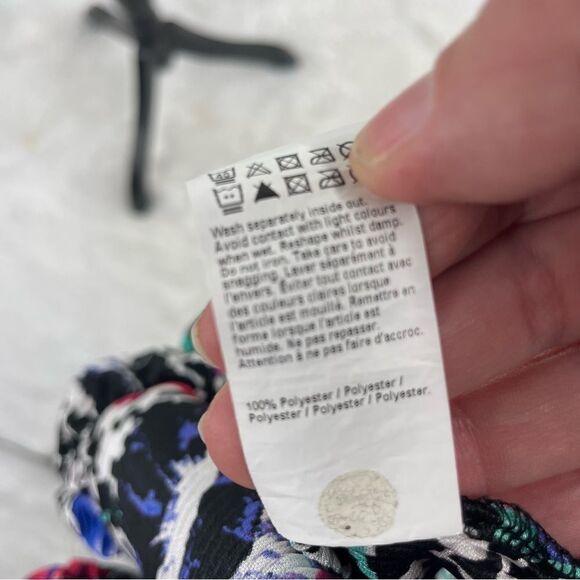 Wash separately inside out.
Avoid contact with light colours
when wet. Reshape whilst damp.
Do not iron. Take care to avoid
snagging. Laver séparément à
l'envers. Éviter tout contact avec
des couleurs claires lorsque
l'article est mouillé. Remettre en
forme lorsque l'article est
humide. Ne pas repasser.
Attention à ne pas faire d'accroc.
100% Polyester / Polyester /
Polyester / Polyester / Polyester.